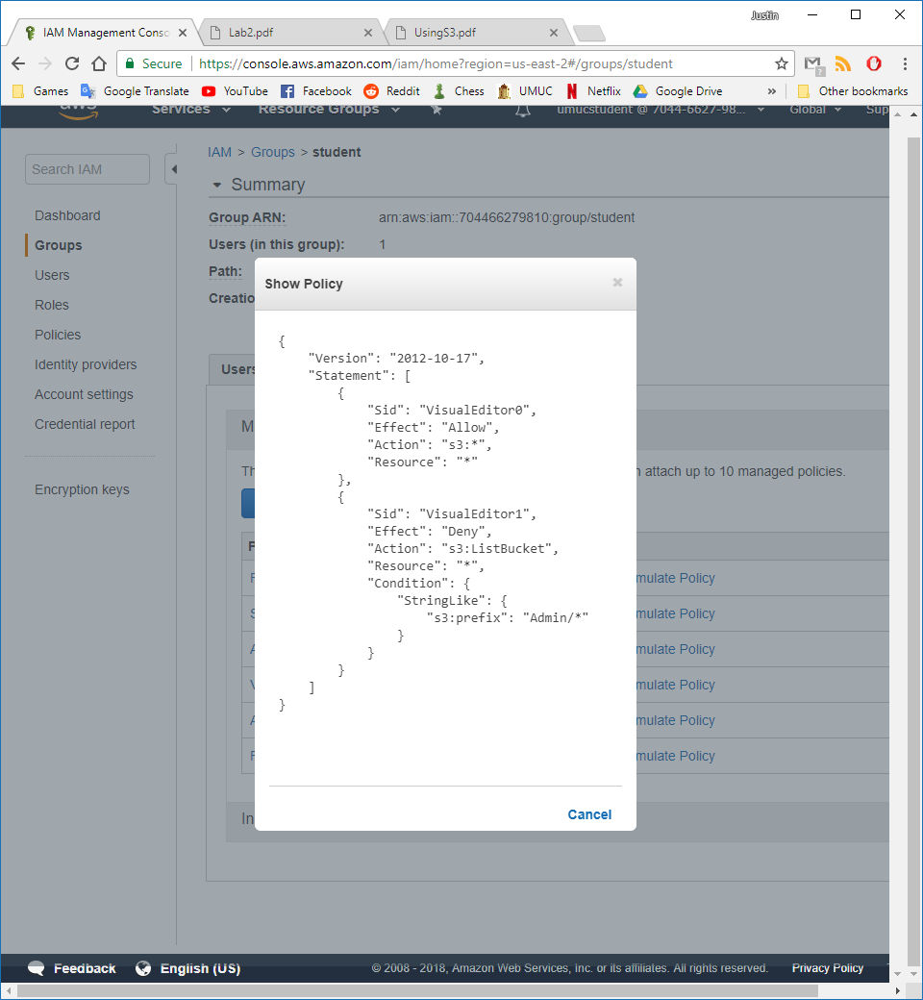 Justin
IAM Management Conso
Lab2.pdf
UsingS3.pdf
Secure
https://console.aws.amazon.com/iam/home?region=us-east-2#/groups/student
Games
Google Translate
YouTube
Facebook
Reddit
Chess
UMUC
Netflix
Google Drive
»
Other bookmarks
aws
Services
Resource Groups
umucstudent @ 7044-6627-98...
Global
Sup
Search IAM
Dashboard
Groups
Users
Roles
Policies
Identity providers
Account settings
Credential report
Encryption keys
IAM > Groups > student
Summary
Group ARN: arn:aws:iam::704466279810:group/student
Users (in this group): 1
Path:
Creatio
Users
M
Th
n attach up to 10 managed policies.
F
F mulate Policy
S mulate Policy
A mulate Policy
V mulate Policy
A mulate Policy
F mulate Policy
In
Show Policy
{
"Version": "2012-10-17",
"Statement": [
{
"Sid": "VisualEditor0",
"Effect": "Allow",
"Action": "s3:*",
"Resource": "*"
},
{
"Sid": "VisualEditor1",
"Effect": "Deny",
"Action": "s3:ListBucket",
"Resource": "*",
"Condition": {
"StringLike": {
"s3:prefix": "Admin/*"
}
}
}
]
}
Cancel
Feedback
English (US)
© 2008 - 2018, Amazon Web Services, Inc. or its affiliates. All rights reserved.
Privacy Policy